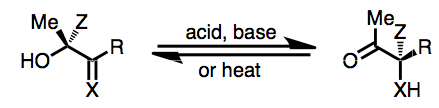 Me Z
HO R
X
acid, base
or heat
Me Z
O R
XH